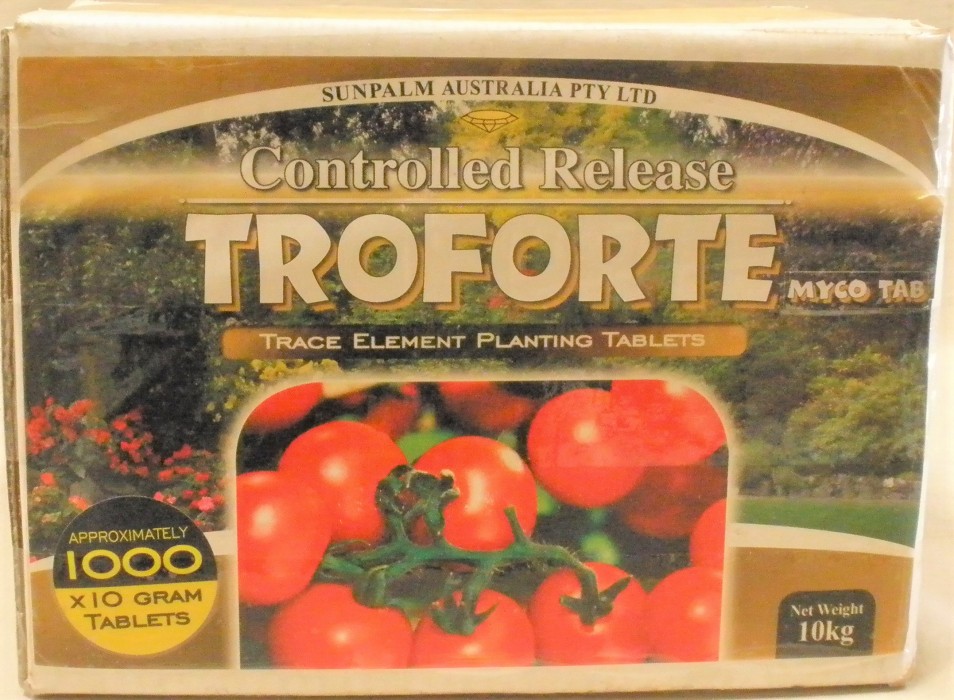 SUNPALM AUSTRALIA PTY LTD
Controlled Release
TROFORTE
MYCO TAB
TRACE ELEMENT PLANTING TABLETS
APPROXIMATELY
1000
x10 GRAM
TABLETS
Net Weight
10kg